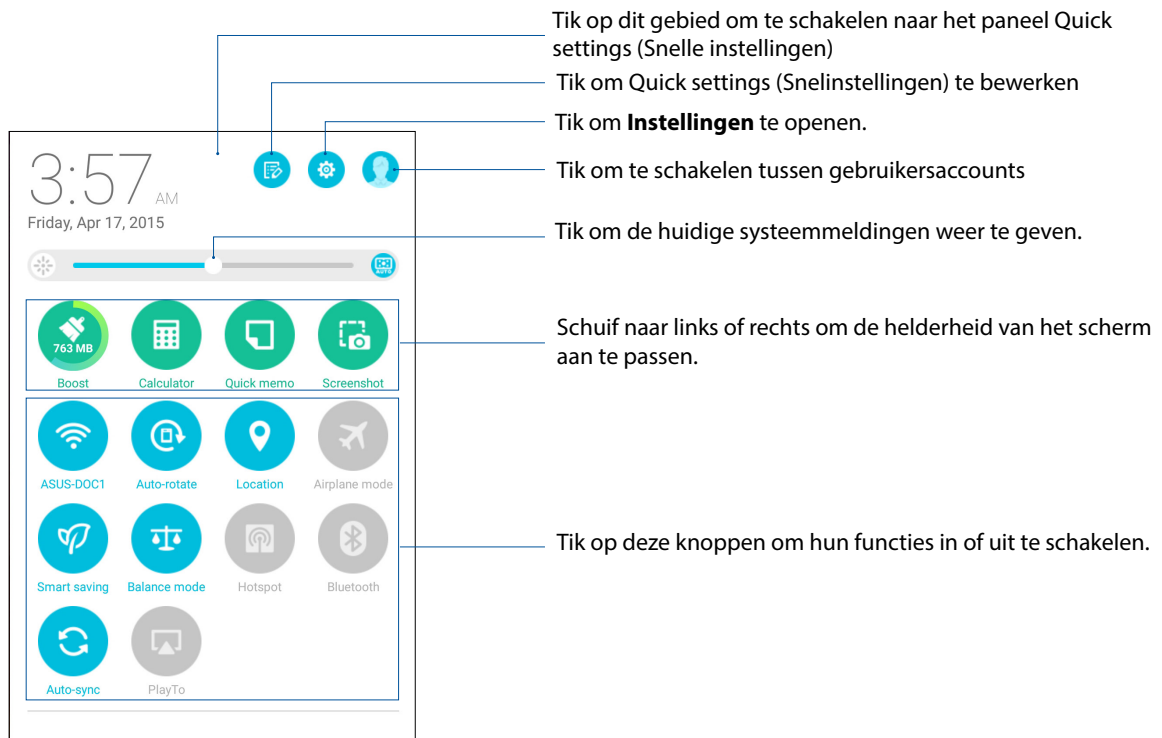 Tik op dit gebied om te schakelen naar het paneel Quick
settings (Snelle instellingen)
Tik om Quick settings (Snelinstellingen) te bewerken
Tik om Instellingen te openen.
Tik om te schakelen tussen gebruikersaccounts
Tik om de huidige systeemmeldingen weer te geven.
Schuif naar links of rechts om de helderheid van het scherm
aan te passen.
Tik op deze knoppen om hun functies in of uit te schakelen.
3:57 AM
Friday, Apr 17, 2015
AUTO
763 MB
Boost Calculator Quick memo Screenshot
ASUS-DOC1 Auto-rotate Location Airplane mode
Smart saving Balance mode Hotspot Bluetooth
Auto-sync PlayTo